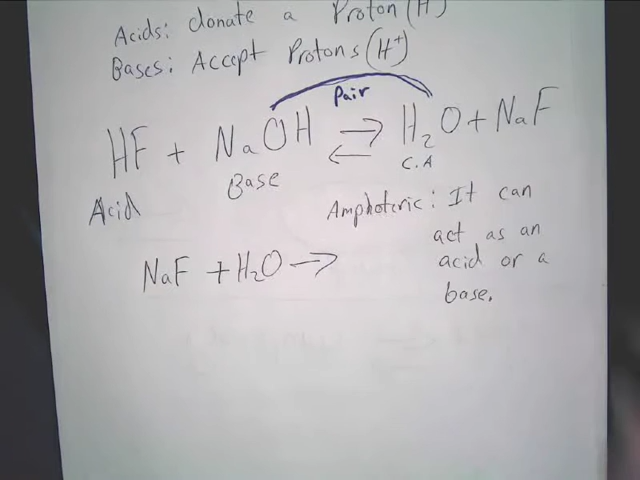 Acids: donate a Proton (H
Bases: Accept Protons (H⁺)
Pair
HF + NaOH ⇌ H₂O + NaF
Acid Base C.A
Amphoteric: It can
act as an
acid or a
base.
NaF + H₂O →